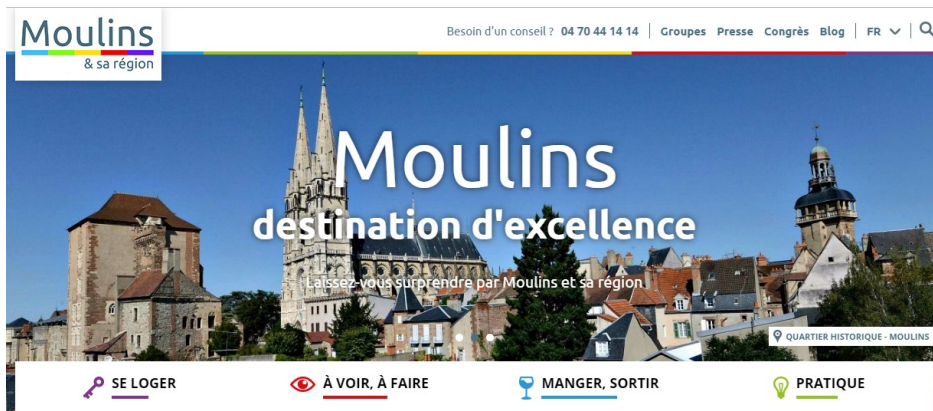 Moulins
& sa région
Besoin d'un conseil ? 04 70 44 14 14 Groupes Presse Congrès Blog FR
Moulins
destination d'excellence
Laissez-vous surprendre par Moulins et sa région
QUARTIER HISTORIQUE - MOULINS
SE LOGER À VOIR, À FAIRE MANGER, SORTIR PRATIQUE